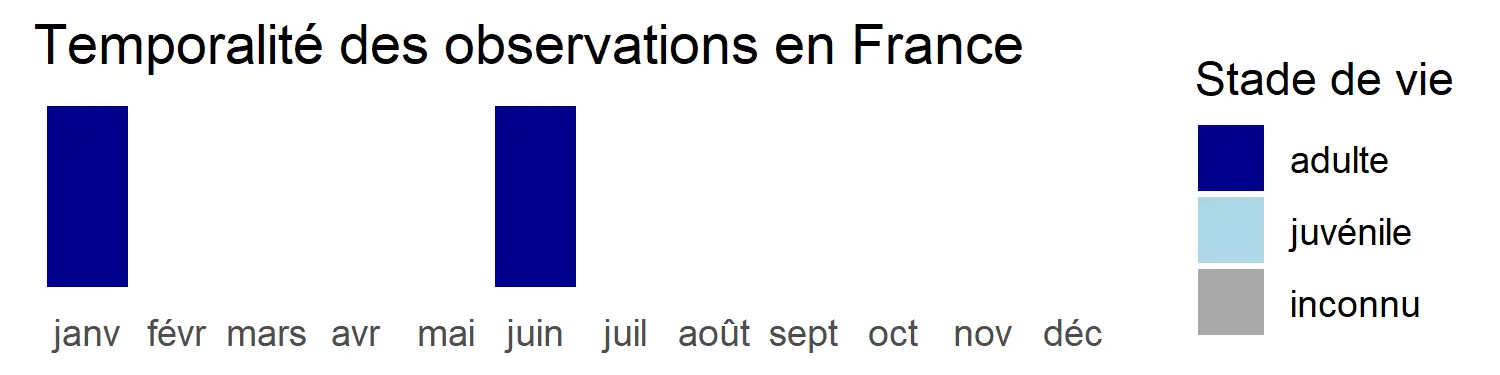 Temporalité des observations en France
janv févr mars avr mai juin juil août sept oct nov déc
Stade de vie
adulte
juvénile
inconnu